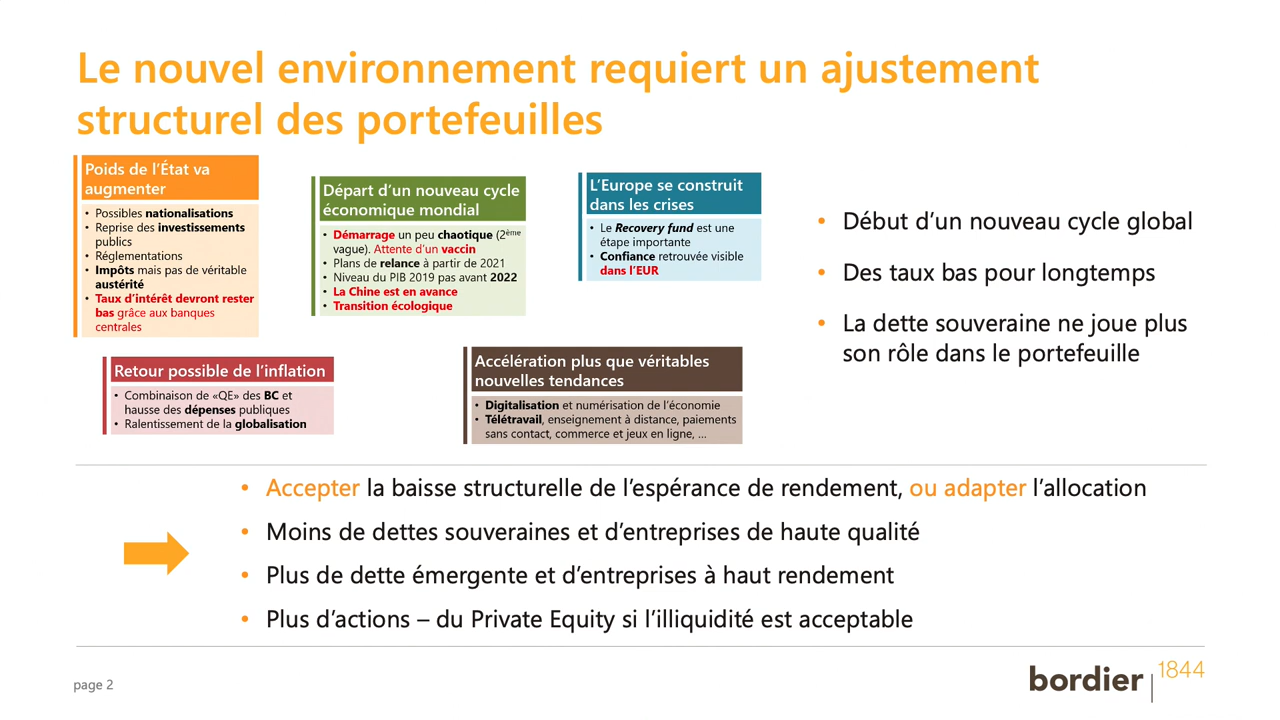 Le nouvel environnement requiert un ajustement
structurel des portefeuilles
Poids de l’État va
augmenter
• Possibles nationalisations
• Reprise des investissements
publics
• Réglementations
• Impôts mais pas de véritable
austérité
• Taux d’intérêt devront rester
bas grâce aux banques
centrales
Départ d’un nouveau cycle
économique mondial
• Démarrage un peu chaotique (2ème
vague). Attente d’un vaccin
• Plans de relance à partir de 2021
• Niveau du PIB 2019 pas avant 2022
• La Chine est en avance
• Transition écologique
L’Europe se construit
dans les crises
• Le Recovery fund est une
étape importante
• Confiance retrouvée visible
dans l’EUR
Retour possible de l’inflation
• Combinaison de «QE» des BC et
hausse des dépenses publiques
• Ralentissement de la globalisation
Accélération plus que véritables
nouvelles tendances
• Digitalisation et numérisation de l’économie
• Télétravail, enseignement à distance, paiements
sans contact, commerce et jeux en ligne, ...
• Début d’un nouveau cycle global
• Des taux bas pour longtemps
• La dette souveraine ne joue plus
son rôle dans le portefeuille
• Accepter la baisse structurelle de l’espérance de rendement, ou adapter l’allocation
• Moins de dettes souveraines et d’entreprises de haute qualité
• Plus de dette émergente et d’entreprises à haut rendement
• Plus d’actions – du Private Equity si l’illiquidité est acceptable
page 2
bordier | 1844